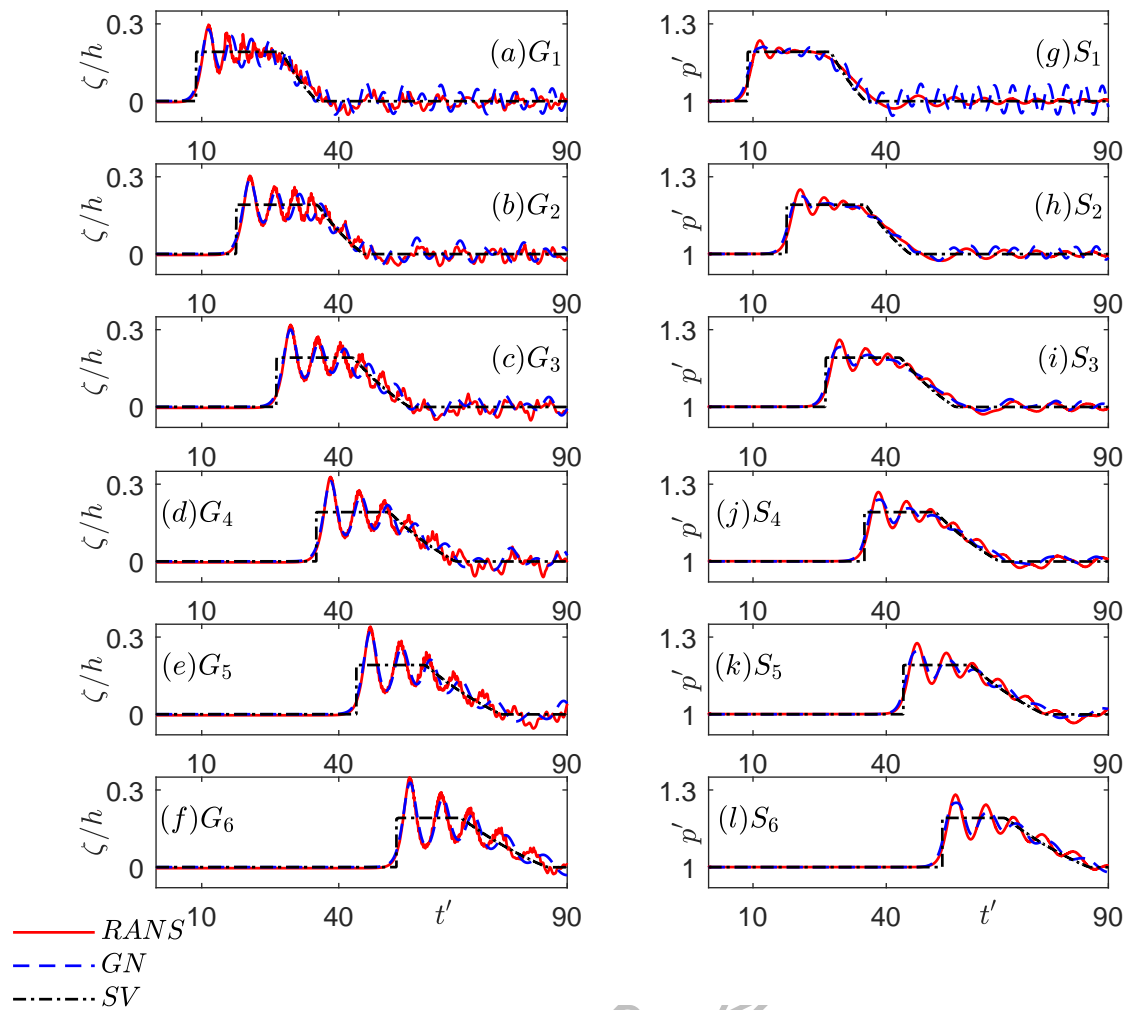 0.3
ζ/h
0
(a)G₁
10 40 90
0.3
ζ/h
0
(b)G₂
10 40 90
0.3
ζ/h
0
(c)G₃
10 40 90
0.3
ζ/h
0
(d)G₄
10 40 90
0.3
ζ/h
0
(e)G₅
10 40 90
0.3
ζ/h
0
(f)G₆
10 40 t′ 90
1.3
p′
1
(g)S₁
10 40 90
1.3
p′
1
(h)S₂
10 40 90
1.3
p′
1
(i)S₃
10 40 90
1.3
p′
1
(j)S₄
10 40 90
1.3
p′
1
(k)S₅
10 40 90
1.3
p′
1
(l)S₆
10 40 t′ 90
RANS
GN
SV